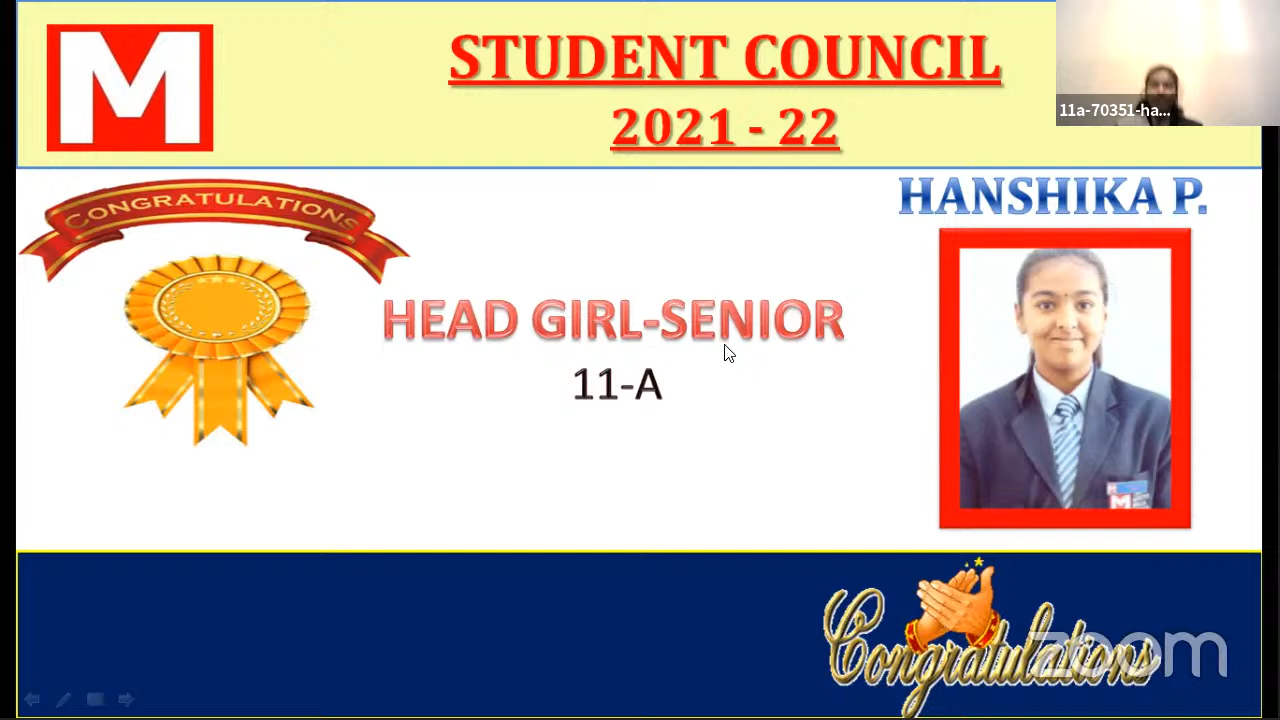 M
STUDENT COUNCIL
2021 - 22
11a-70351-ha...
CONGRATULATIONS
HANSHIKA P.
HEAD GIRL-SENIOR
11-A
M
Congratulations
zoom